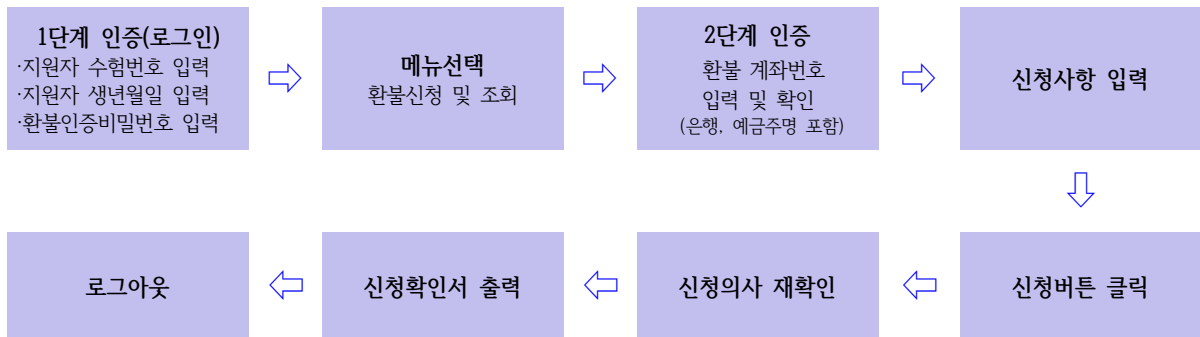 1단계 인증(로그인)
·지원자 수험번호 입력
·지원자 생년월일 입력
·환불인증비밀번호 입력
메뉴선택
환불신청 및 조회
2단계 인증
환불 계좌번호
입력 및 확인
(은행, 예금주명 포함)
신청사항 입력
신청버튼 클릭
신청의사 재확인
신청확인서 출력
로그아웃